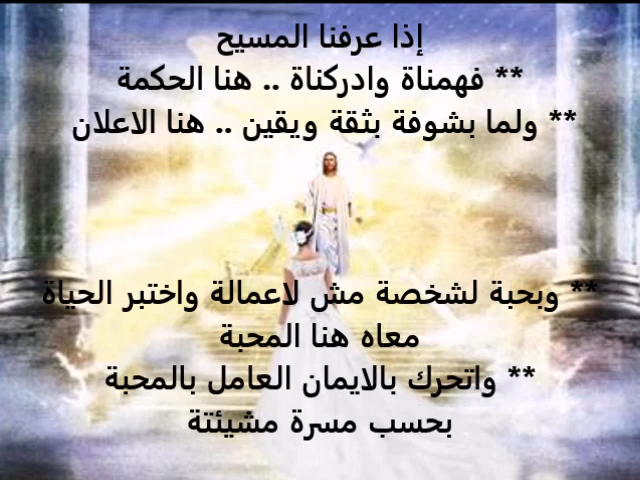 إذا عرفنا المسيح
** فهمناة وادركناة .. هنا الحكمة
** ولما بشوفة بثقة ويقين .. هنا الاعلان
** وبحبة لشخصة مش لاعمالة واختبر الحياة
معاه هنا المحبة
** واتحرك بالايمان العامل بالمحبة
بحسب مسرة مشيئتة